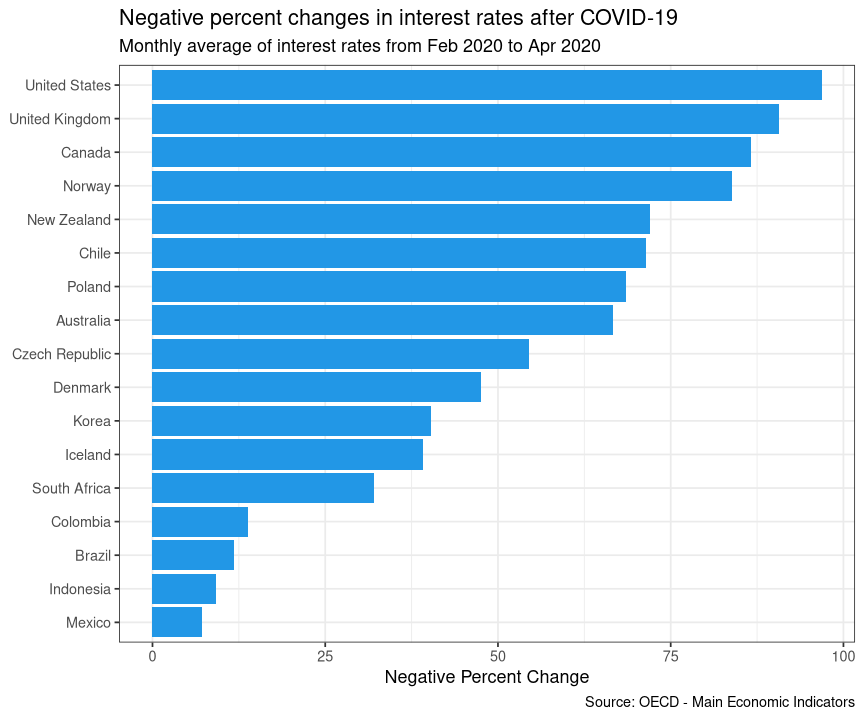 Negative percent changes in interest rates after COVID-19
Monthly average of interest rates from Feb 2020 to Apr 2020
United States
United Kingdom
Canada
Norway
New Zealand
Chile
Poland
Australia
Czech Republic
Denmark
Korea
Iceland
South Africa
Colombia
Brazil
Indonesia
Mexico
0 25 50 75 100
Negative Percent Change
Source: OECD - Main Economic Indicators